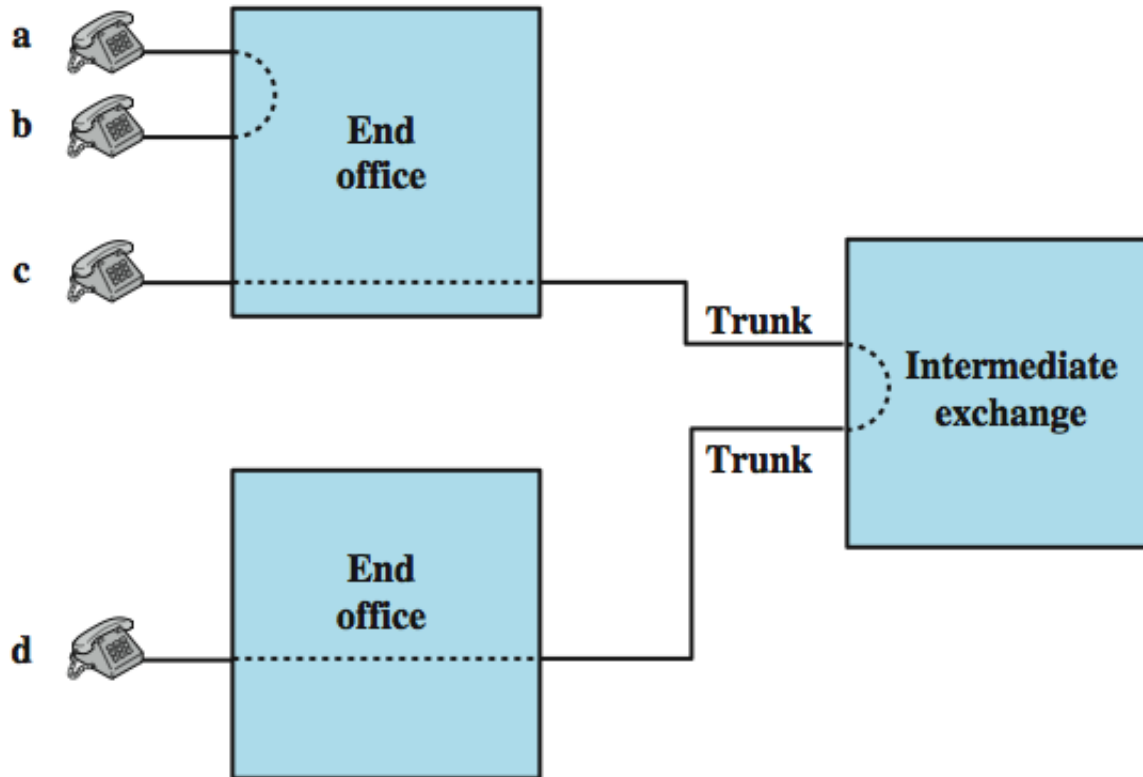 a
b
End
office
c
Trunk
Intermediate
exchange
Trunk
End
office
d